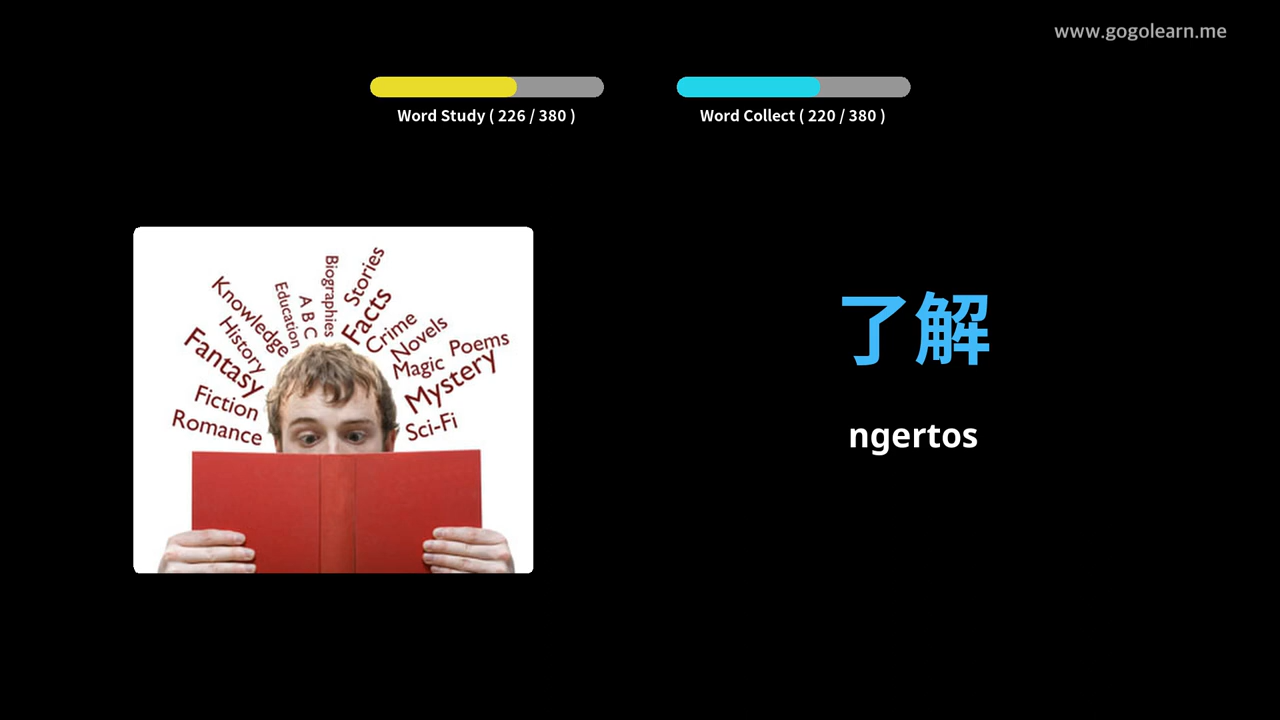 www.gogolearn.me
Word Study ( 226 / 380 )
Word Collect ( 220 / 380 )
Biographies
Stories
Education
A B C
Facts
Knowledge
History
Crime
Novels
Fantasy
Magic
Poems
Mystery
Fiction
Romance
Sci-Fi
了解
ngertos